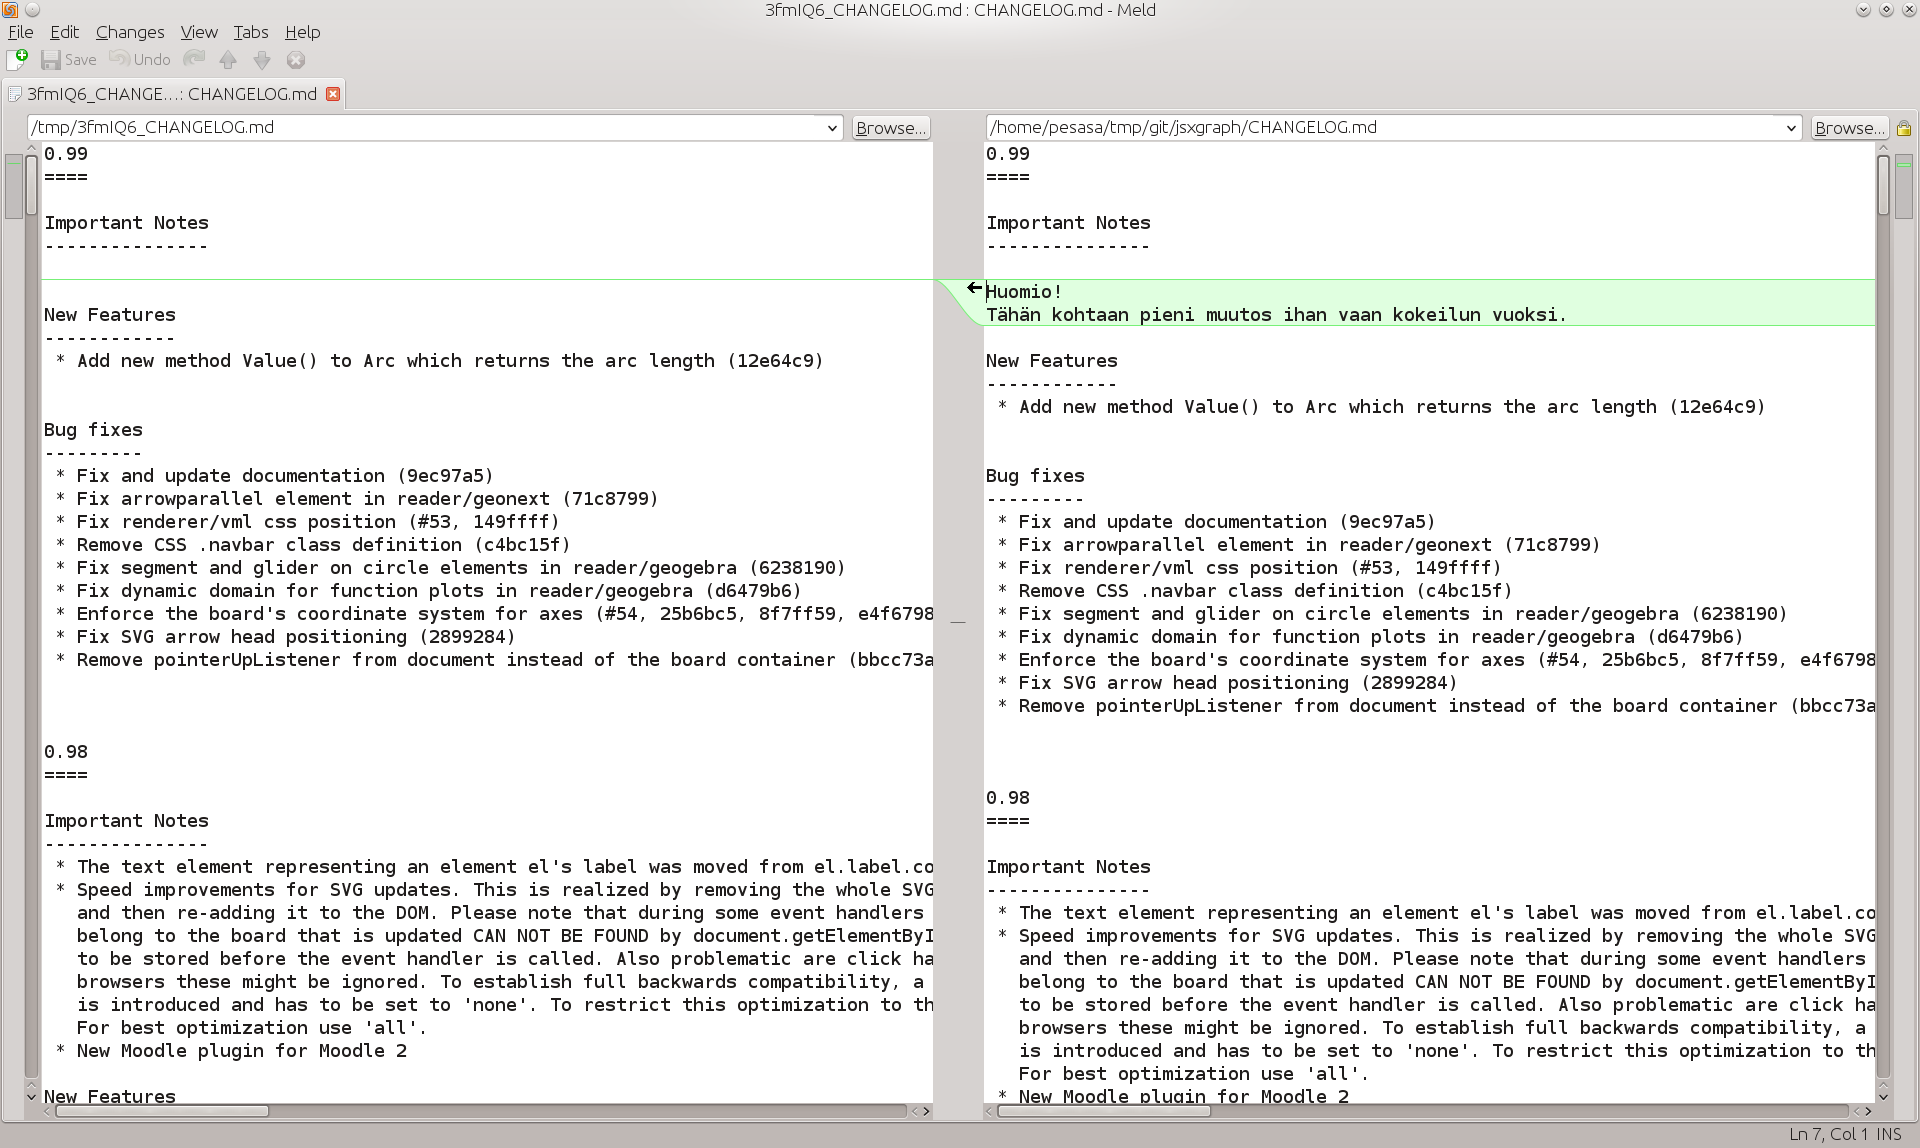 3fmIQ6_CHANGELOG.md : CHANGELOG.md - Meld
File Edit Changes View Tabs Help
Save Undo
3fmIQ6_CHANGE...: CHANGELOG.md
/tmp/3fmIQ6_CHANGELOG.md Browse...
0.99
====
Important Notes
---------------
New Features
------------
* Add new method Value() to Arc which returns the arc length (12e64c9)
Bug fixes
---------
* Fix and update documentation (9ec97a5)
* Fix arrowparallel element in reader/geonext (71c8799)
* Fix renderer/vml css position (#53, 149ffff)
* Remove CSS .navbar class definition (c4bc15f)
* Fix segment and glider on circle elements in reader/geogebra (6238190)
* Fix dynamic domain for function plots in reader/geogebra (d6479b6)
* Enforce the board's coordinate system for axes (#54, 25b6bc5, 8f7ff59, e4f6798
* Fix SVG arrow head positioning (2899284)
* Remove pointerUpListener from document instead of the board container (bbcc73a
0.98
====
Important Notes
---------------
* The text element representing an element el's label was moved from el.label.co
* Speed improvements for SVG updates. This is realized by removing the whole SVG
and then re-adding it to the DOM. Please note that during some event handlers
belong to the board that is updated CAN NOT BE FOUND by document.getElementByI
to be stored before the event handler is called. Also problematic are click ha
browsers these might be ignored. To establish full backwards compatibility, a
is introduced and has to be set to 'none'. To restrict this optimization to th
For best optimization use 'all'.
* New Moodle plugin for Moodle 2
New Features
/home/pesasa/tmp/git/jsxgraph/CHANGELOG.md Browse...
0.99
====
Important Notes
---------------
Huomio!
Tähän kohtaan pieni muutos ihan vaan kokeilun vuoksi.
New Features
------------
* Add new method Value() to Arc which returns the arc length (12e64c9)
Bug fixes
---------
* Fix and update documentation (9ec97a5)
* Fix arrowparallel element in reader/geonext (71c8799)
* Fix renderer/vml css position (#53, 149ffff)
* Remove CSS .navbar class definition (c4bc15f)
* Fix segment and glider on circle elements in reader/geogebra (6238190)
* Fix dynamic domain for function plots in reader/geogebra (d6479b6)
* Enforce the board's coordinate system for axes (#54, 25b6bc5, 8f7ff59, e4f6798
* Fix SVG arrow head positioning (2899284)
* Remove pointerUpListener from document instead of the board container (bbcc73a
0.98
====
Important Notes
---------------
* The text element representing an element el's label was moved from el.label.co
* Speed improvements for SVG updates. This is realized by removing the whole SVG
and then re-adding it to the DOM. Please note that during some event handlers
belong to the board that is updated CAN NOT BE FOUND by document.getElementByI
to be stored before the event handler is called. Also problematic are click ha
browsers these might be ignored. To establish full backwards compatibility, a
is introduced and has to be set to 'none'. To restrict this optimization to th
For best optimization use 'all'.
* New Moodle plugin for Moodle 2
Ln 7, Col 1 INS